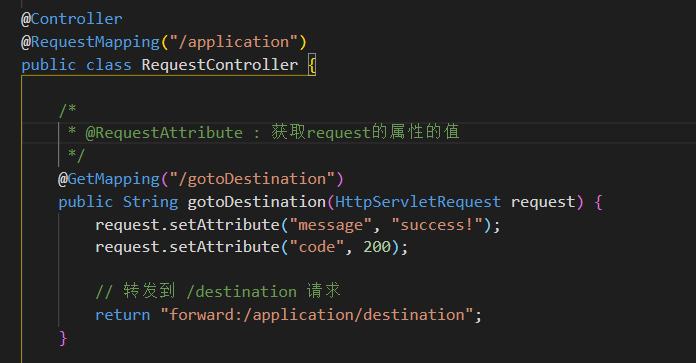 @Controller
@RequestMapping("/application")
public class RequestController {
/*
* @RequestAttribute : 获取request的属性的值
*/
@GetMapping("/gotoDestination")
public String gotoDestination(HttpServletRequest request) {
request.setAttribute("message", "success!");
request.setAttribute("code", 200);
// 转发到 /destination 请求
return "forward:/application/destination";
}